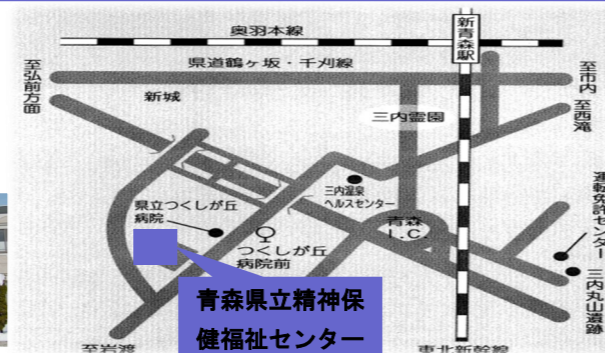 奥羽本線
新青森駅
県道鶴ヶ坂・千刈線
至弘前方面
至市内
至西滝
新城
三内霊園
三内温泉
ヘルスセンター
県立つくしが丘
病院
青森
I.C.
つくしが丘
病院前
運転免許センター
三内丸山遺跡
青森県立精神保
健福祉センター
至岩渡
東北新幹線